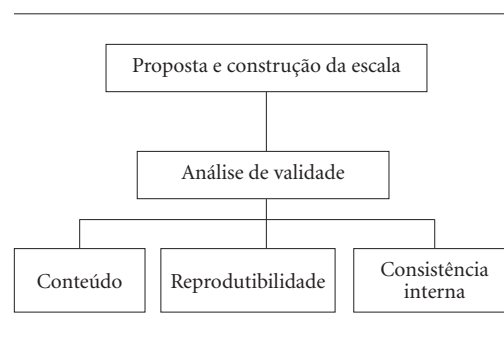 Proposta e construção da escala
Análise de validade
Conteúdo
Reprodutibilidade
Consistência
interna